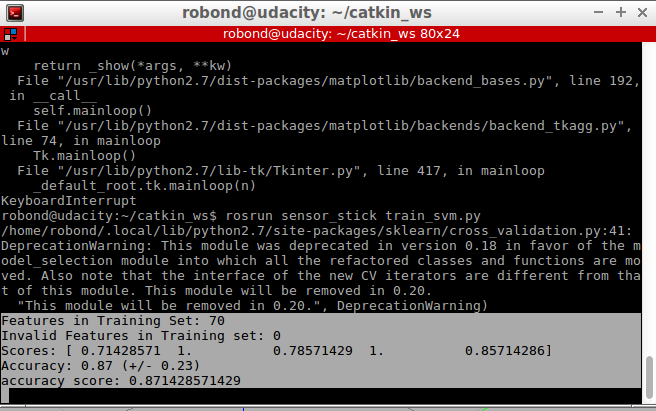 robond@udacity: ~/catkin_ws
robond@udacity: ~/catkin_ws 80x24
w
    return _show(*args, **kw)
  File "/usr/lib/python2.7/dist-packages/matplotlib/backend_bases.py", line 192,
 in __call__
    self.mainloop()
  File "/usr/lib/python2.7/dist-packages/matplotlib/backends/backend_tkagg.py",
line 74, in mainloop
    Tk.mainloop()
  File "/usr/lib/python2.7/lib-tk/Tkinter.py", line 417, in mainloop
    _default_root.tk.mainloop(n)
KeyboardInterrupt
robond@udacity:~/catkin_ws$ rosrun sensor_stick train_svm.py
/home/robond/.local/lib/python2.7/site-packages/sklearn/cross_validation.py:41:
DeprecationWarning: This module was deprecated in version 0.18 in favor of the m
odel_selection module into which all the refactored classes and functions are mo
ved. Also note that the interface of the new CV iterators are different from tha
t of this module. This module will be removed in 0.20.
  "This module will be removed in 0.20.", DeprecationWarning)
Features in Training Set: 70
Invalid Features in Training set: 0
Scores: [ 0.71428571  1.          0.78571429  1.          0.85714286]
Accuracy: 0.87 (+/- 0.23)
accuracy score: 0.871428571429